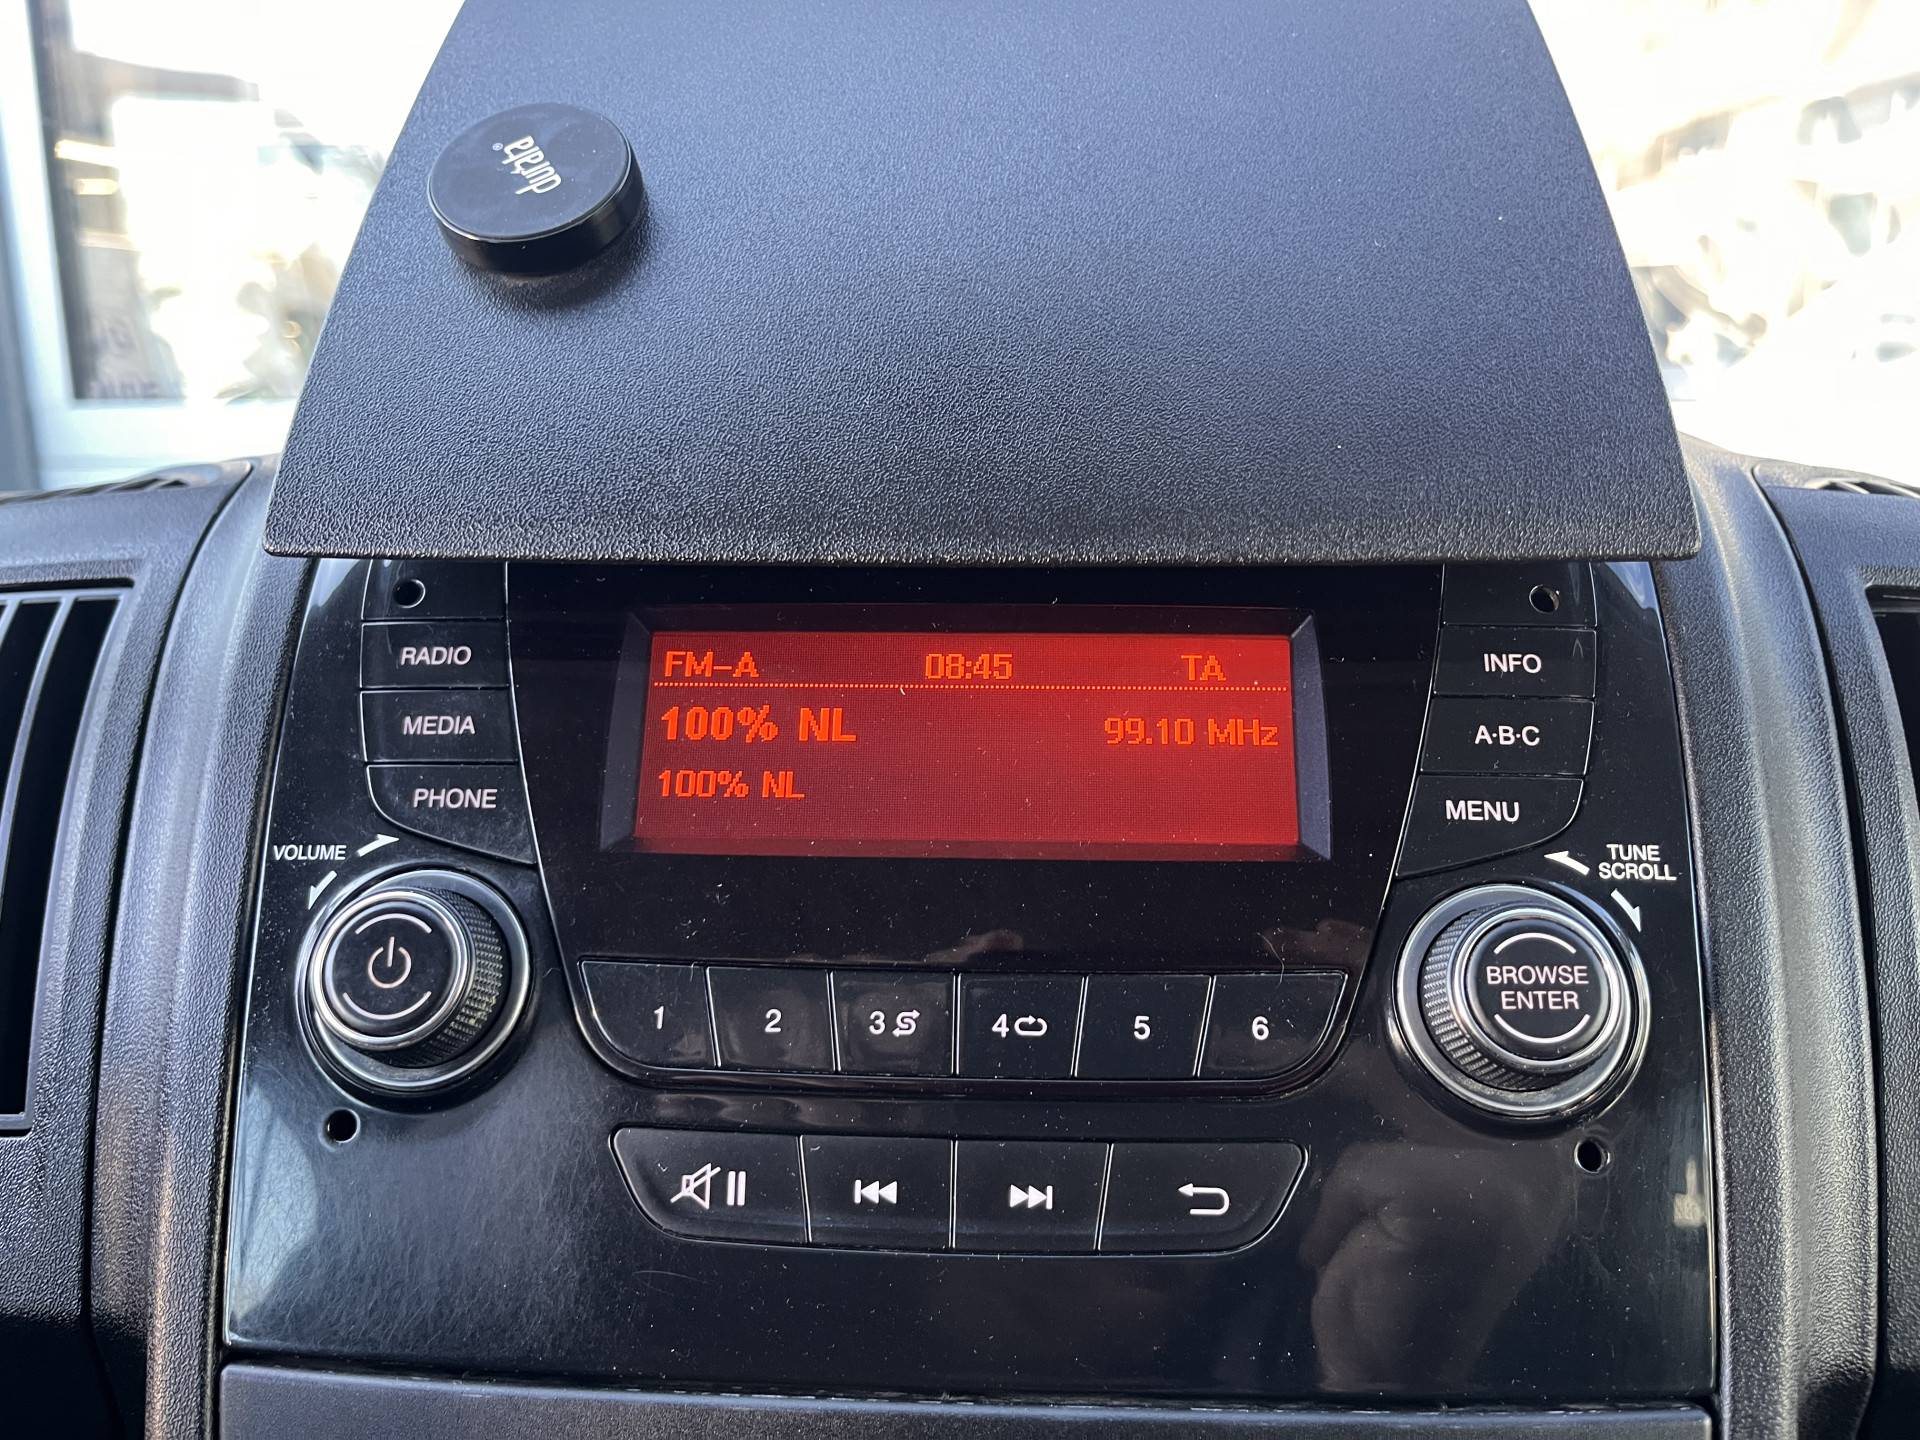 durata®
RADIO
MEDIA
PHONE
VOLUME
FM-A 08:45 TA
100% NL 99.10 MHz
100% NL
INFO
A·B·C
MENU
TUNE
SCROLL
BROWSE
ENTER
1 2 3 4 5 6